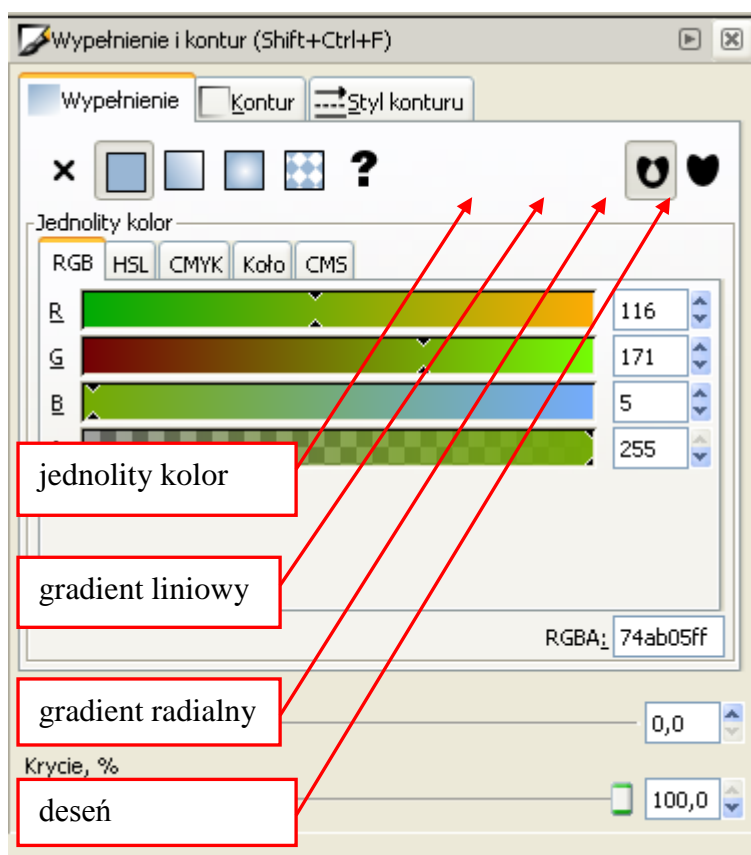 Wypełnienie i kontur (Shift+Ctrl+F)
Wypełnienie Kontur Styl konturu
?
Jednolity kolor
RGB HSL CMYK Koło CMS
R 116
G 171
B 5
255
jednolity kolor
gradient liniowy
RGBA: 74ab05ff
gradient radialny
0,0
Krycie, %
100,0
deseń